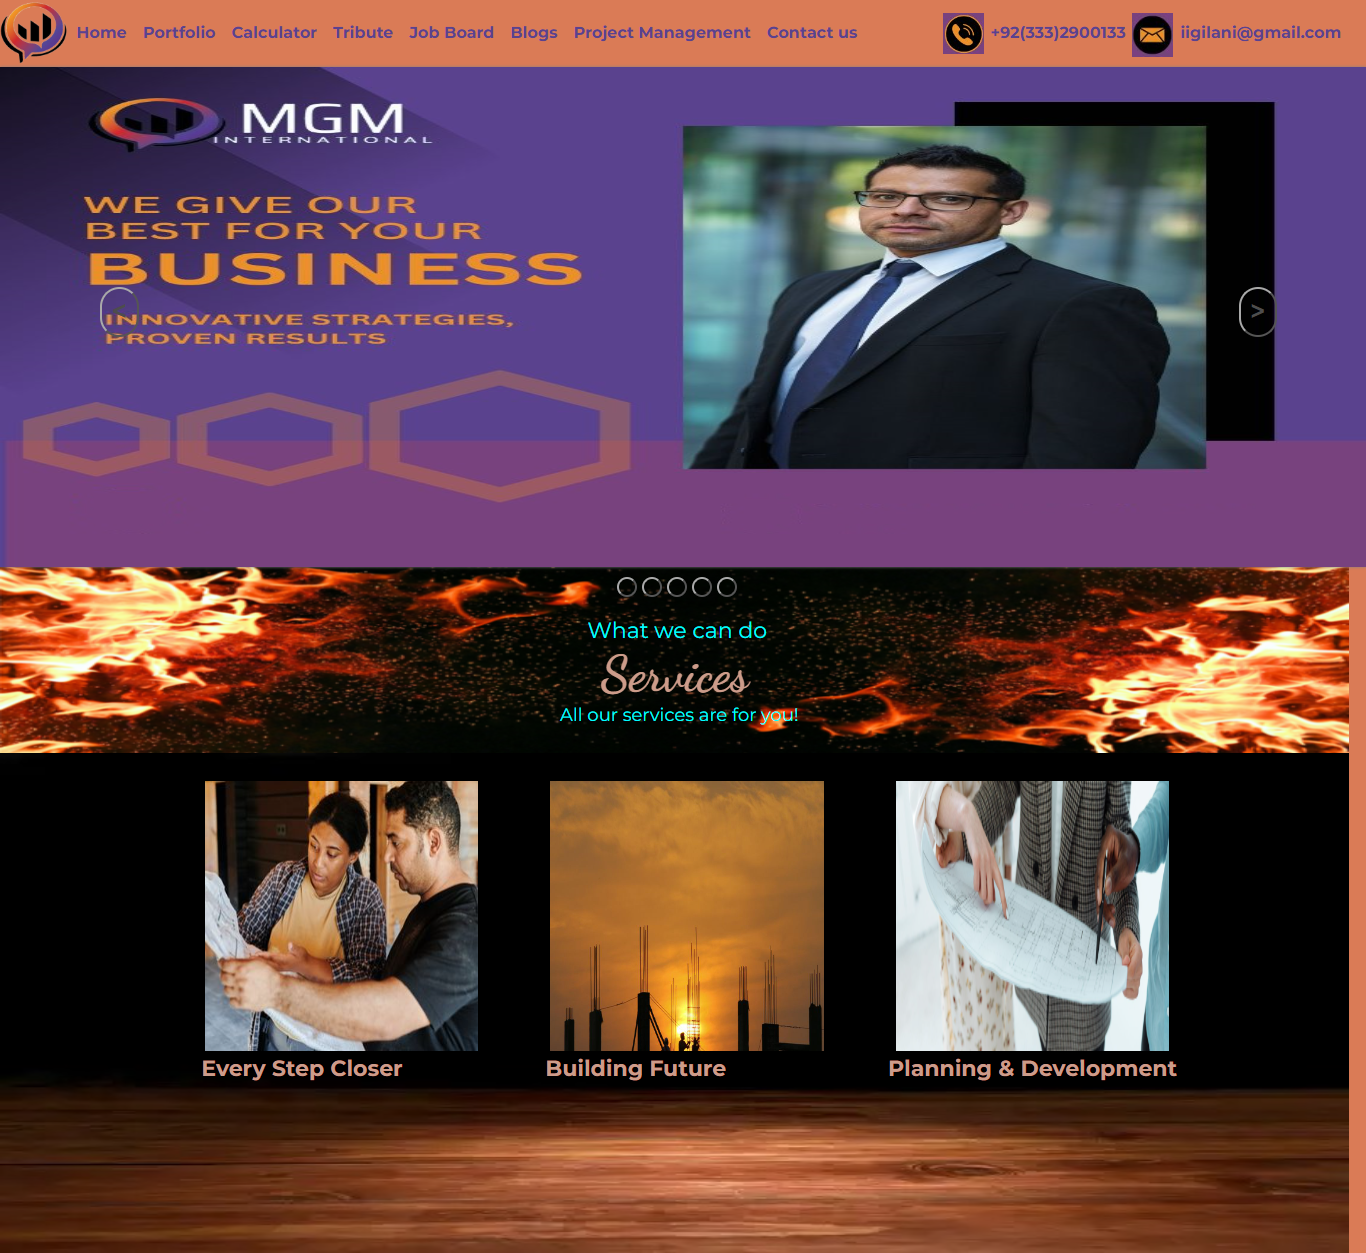 Home Portfolio Calculator Tribute Job Board Blogs Project Management Contact us +92(333)2900133 iigilani@gmail.com
MGM
INTERNATIONAL
WE GIVE OUR
BEST FOR YOUR
BUSINESS
INNOVATIVE STRATEGIES,
PROVEN RESULTS
>
What we can do
Services
All our services are for you!
Every Step Closer Building Future Planning & Development